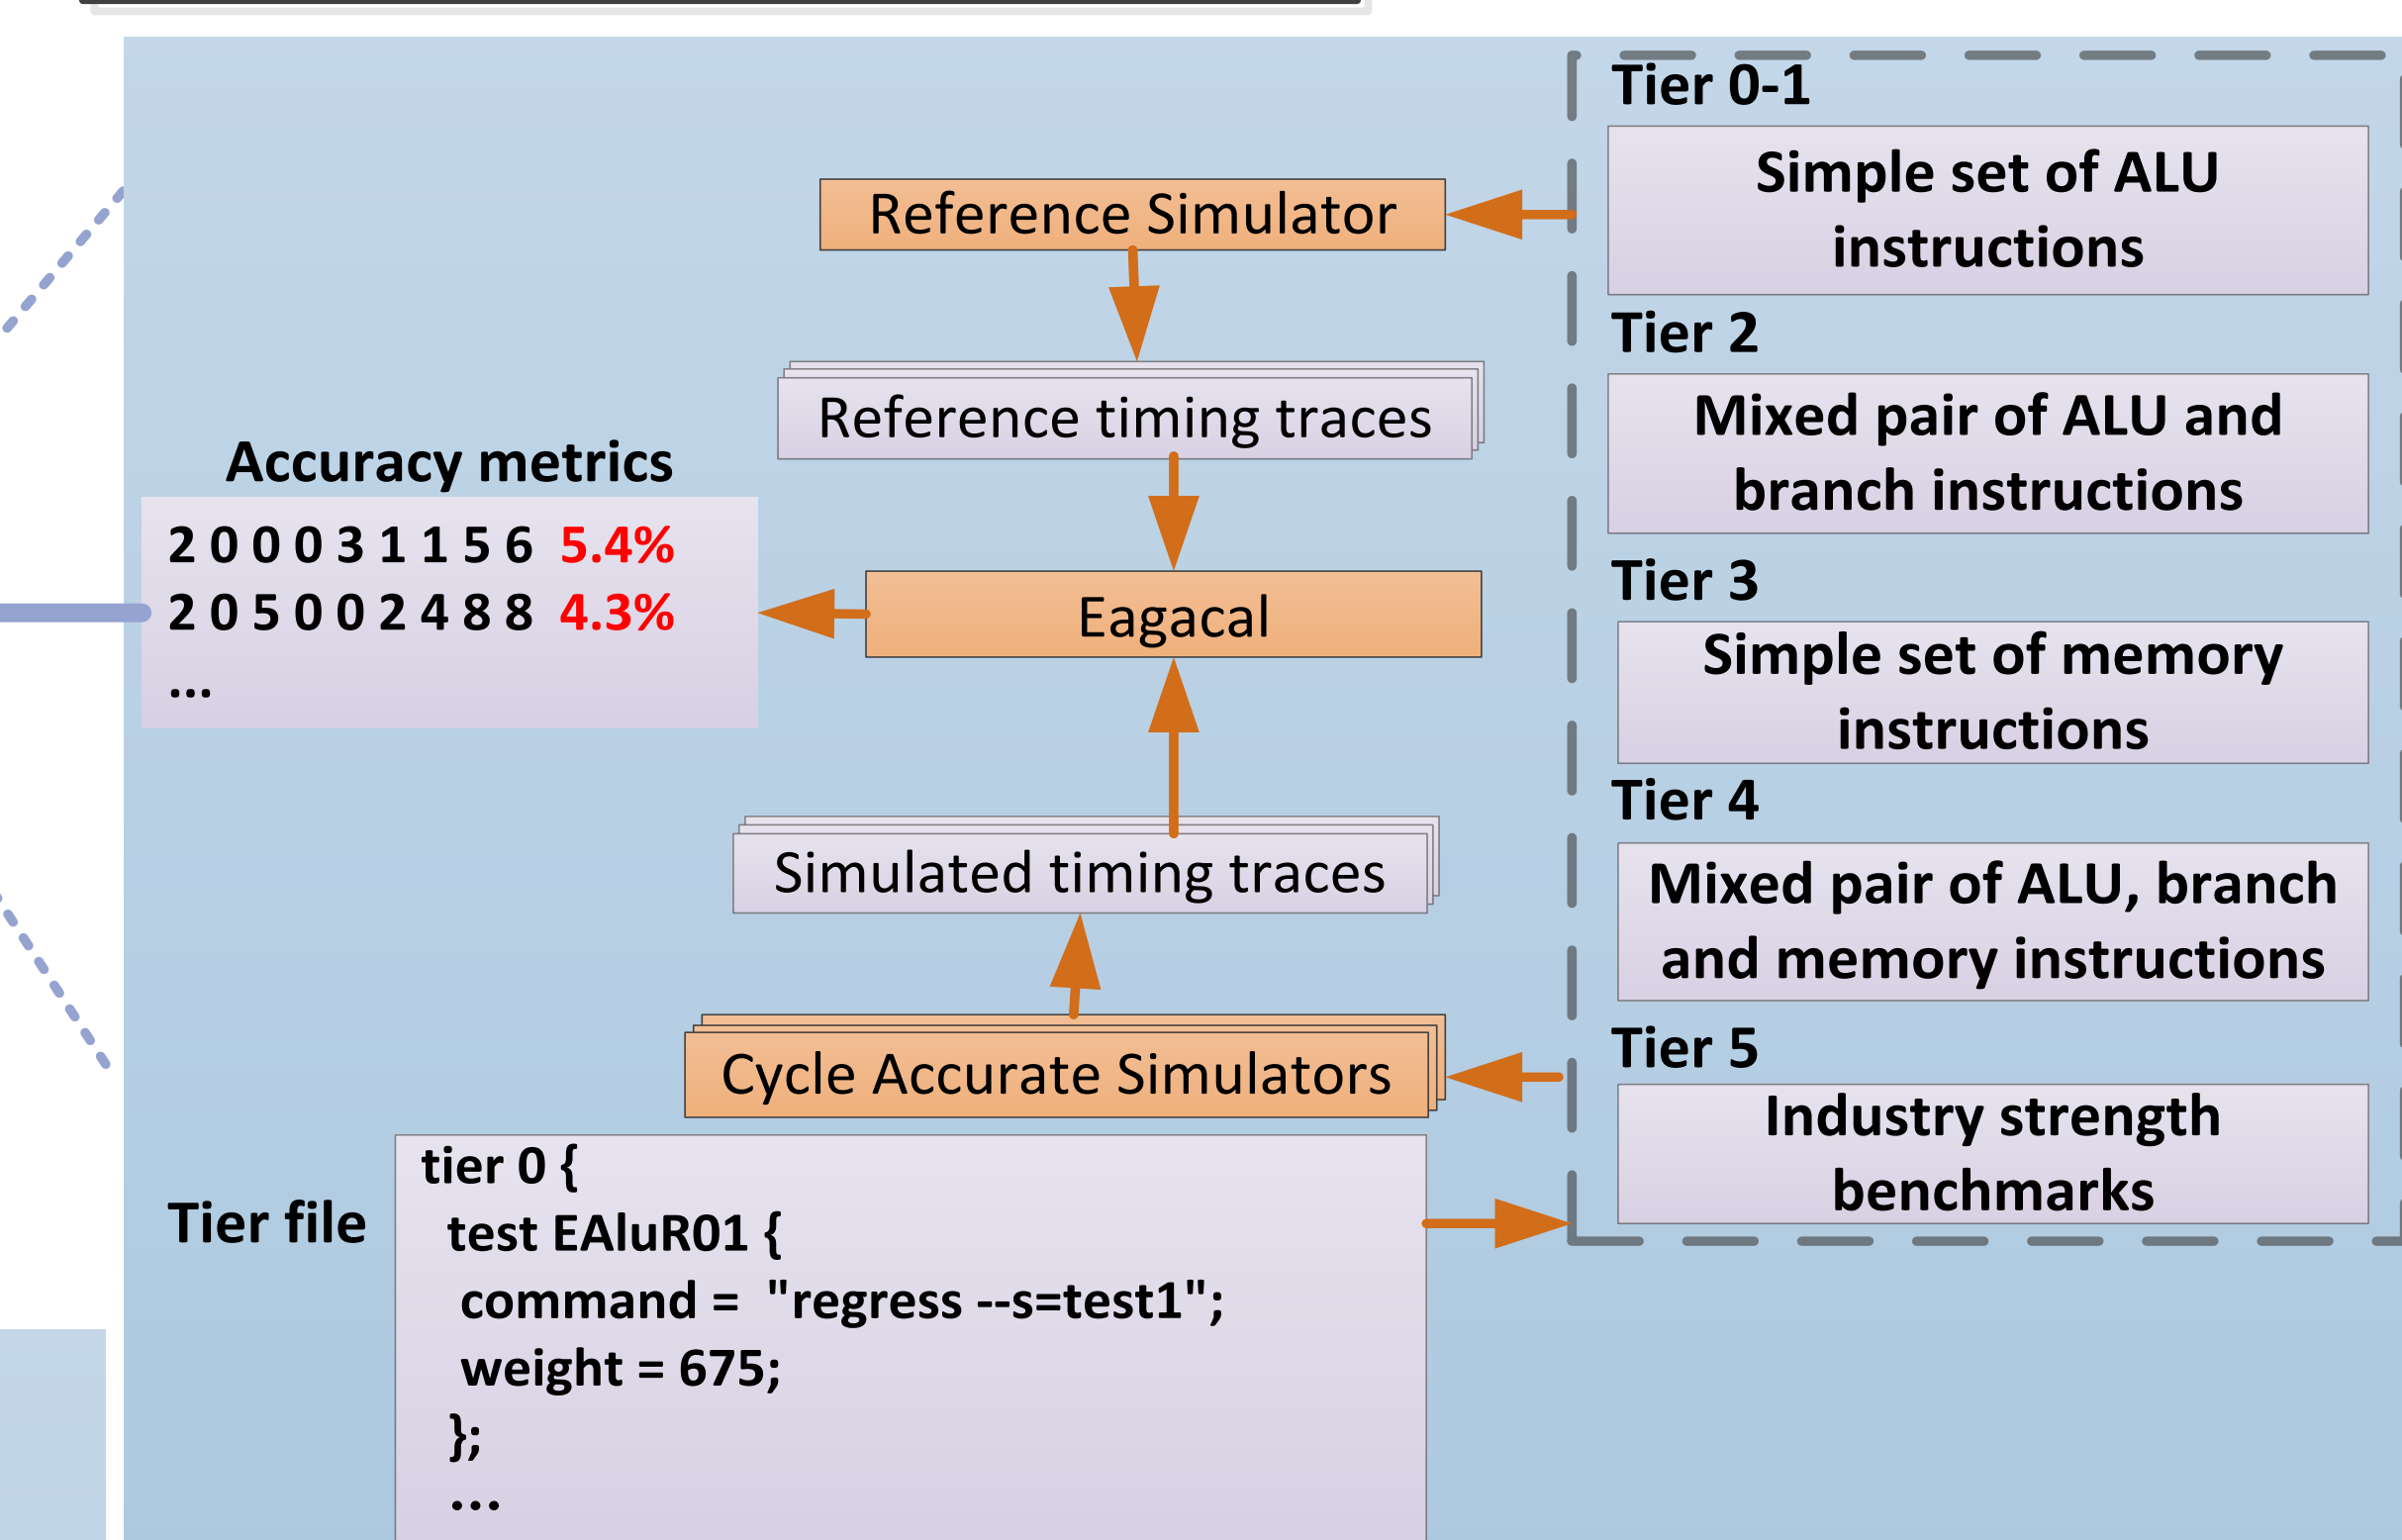 Tier 0-1
Simple set of ALU
instructions
Tier 2
Mixed pair of ALU and
branch instructions
Tier 3
Simple set of memory
instructions
Tier 4
Mixed pair of ALU, branch
and memory instructions
Tier 5
Industry strength
benchmarks
Reference Simulator
Reference timing traces
Accuracy metrics
2 0 0 0 3 1 1 5 6 5.4%
2 0 5 0 0 2 4 8 8 4.3%
...
Eagacal
Simulated timing traces
Cycle Accurate Simulators
Tier file
tier 0 {
test EAluR01 {
command = "regress --s=test1";
weight = 675;
};
...